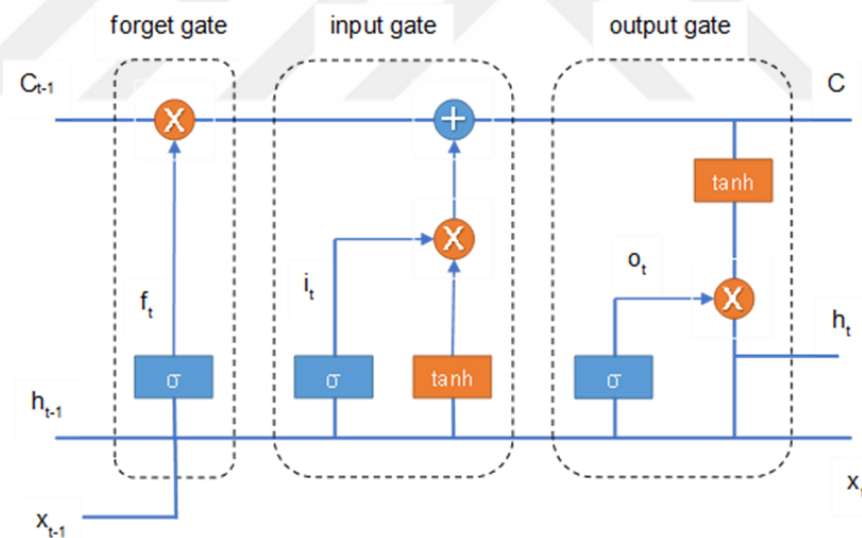 forget gate
input gate
output gate
Cₜ₋₁
C
X
+
tanh
X
oₜ
iₜ
X
fₜ
hₜ
σ
σ
tanh
σ
hₜ₋₁
xₜ₋₁